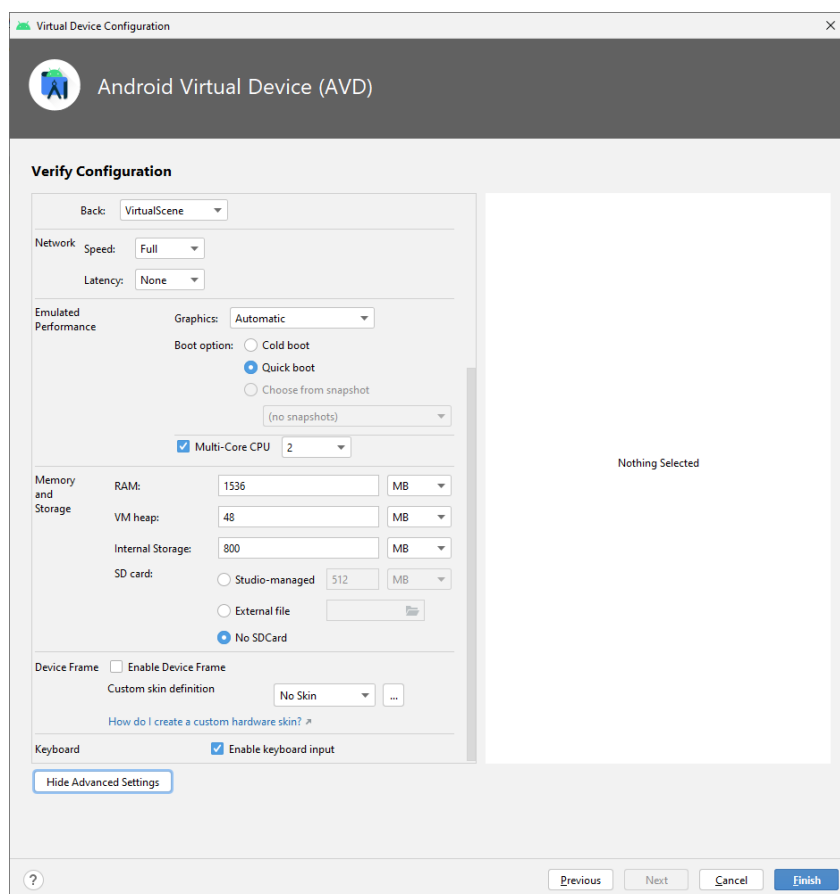 Virtual Device Configuration
Android Virtual Device (AVD)
Verify Configuration
Back: VirtualScene
Network Speed: Full
Latency: None
Emulated Performance
Graphics: Automatic
Boot option: Cold boot
Quick boot
Choose from snapshot
(no snapshots)
Multi-Core CPU 2
Memory and Storage
RAM: 1536 MB
VM heap: 48 MB
Internal Storage: 800 MB
SD card: Studio-managed 512 MB
External file
No SDCard
Device Frame Enable Device Frame
Custom skin definition No Skin ...
How do I create a custom hardware skin? ↗
Keyboard Enable keyboard input
Hide Advanced Settings
Nothing Selected
? Previous Next Cancel Finish